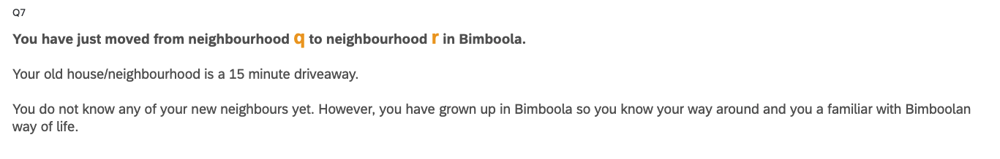 Q7
You have just moved from neighbourhood q to neighbourhood r in Bimboola.
Your old house/neighbourhood is a 15 minute driveaway.
You do not know any of your new neighbours yet. However, you have grown up in Bimboola so you know your way around and you a familiar with Bimboolan
way of life.